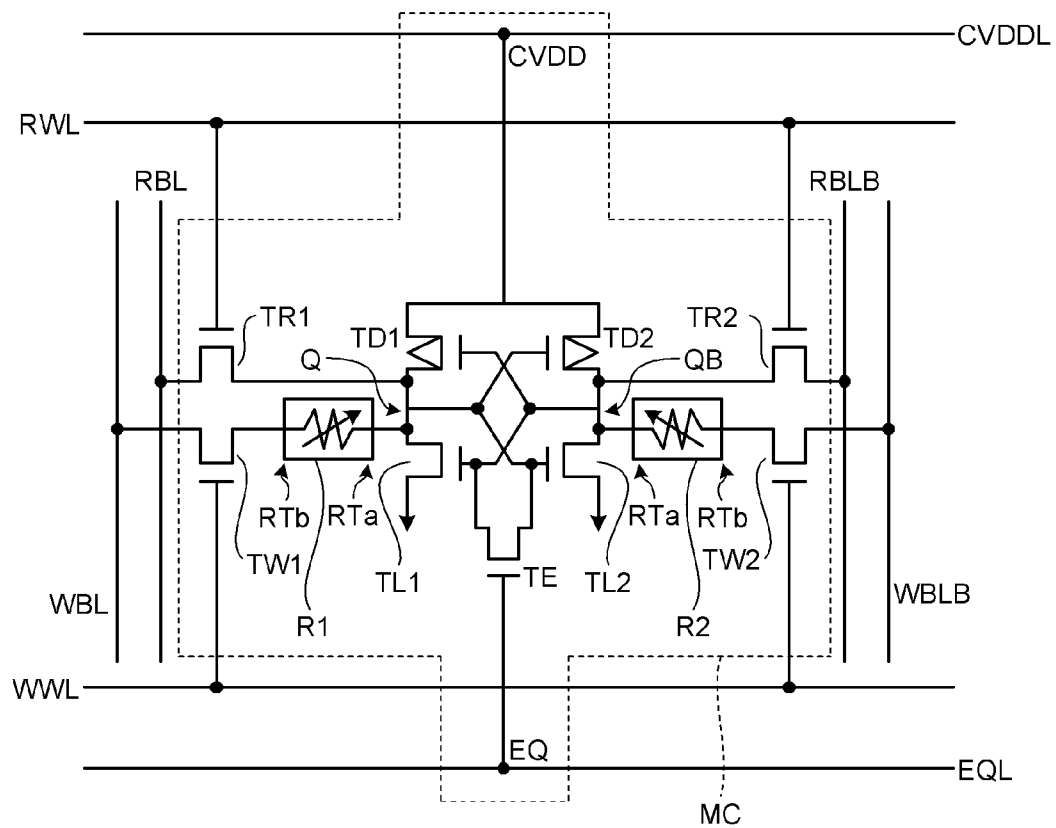 CVDD
CVDDL
RWL
RBL
RBLB
TR1
TD1
TD2
TR2
Q
QB
RTb
RTa
RTa
RTb
TW1
TL1
TE
TL2
TW2
WBL
R1
R2
WBLB
WWL
EQ
EQL
MC